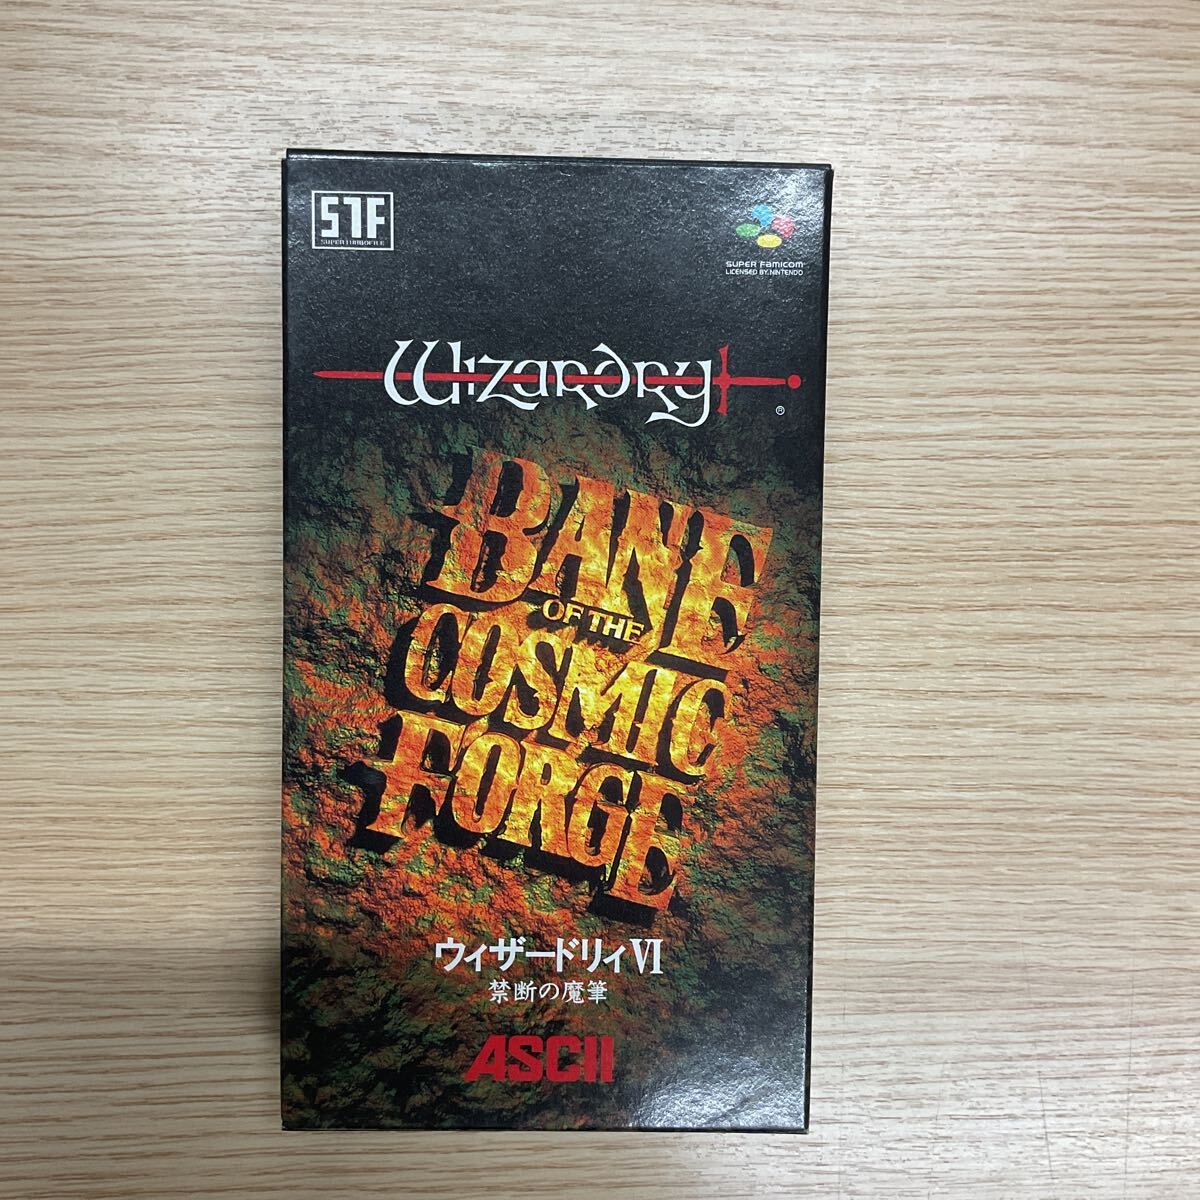 STF
SUPER TURBOFILE
SUPER FAMICOM
LICENSED BY NINTENDO
Wizardry
®
BANE
OF THE
COSMIC
FORGE
ウィザードリィVI
禁断の魔筆
ASCII